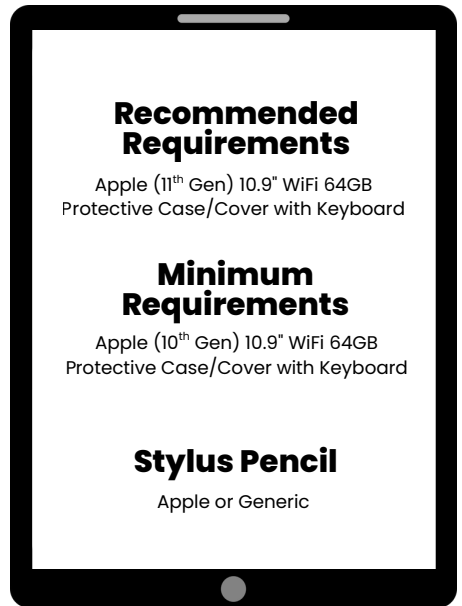 Recommended
Requirements
Apple (11th Gen) 10.9" WiFi 64GB
Protective Case/Cover with Keyboard
Minimum
Requirements
Apple (10th Gen) 10.9" WiFi 64GB
Protective Case/Cover with Keyboard
Stylus Pencil
Apple or Generic